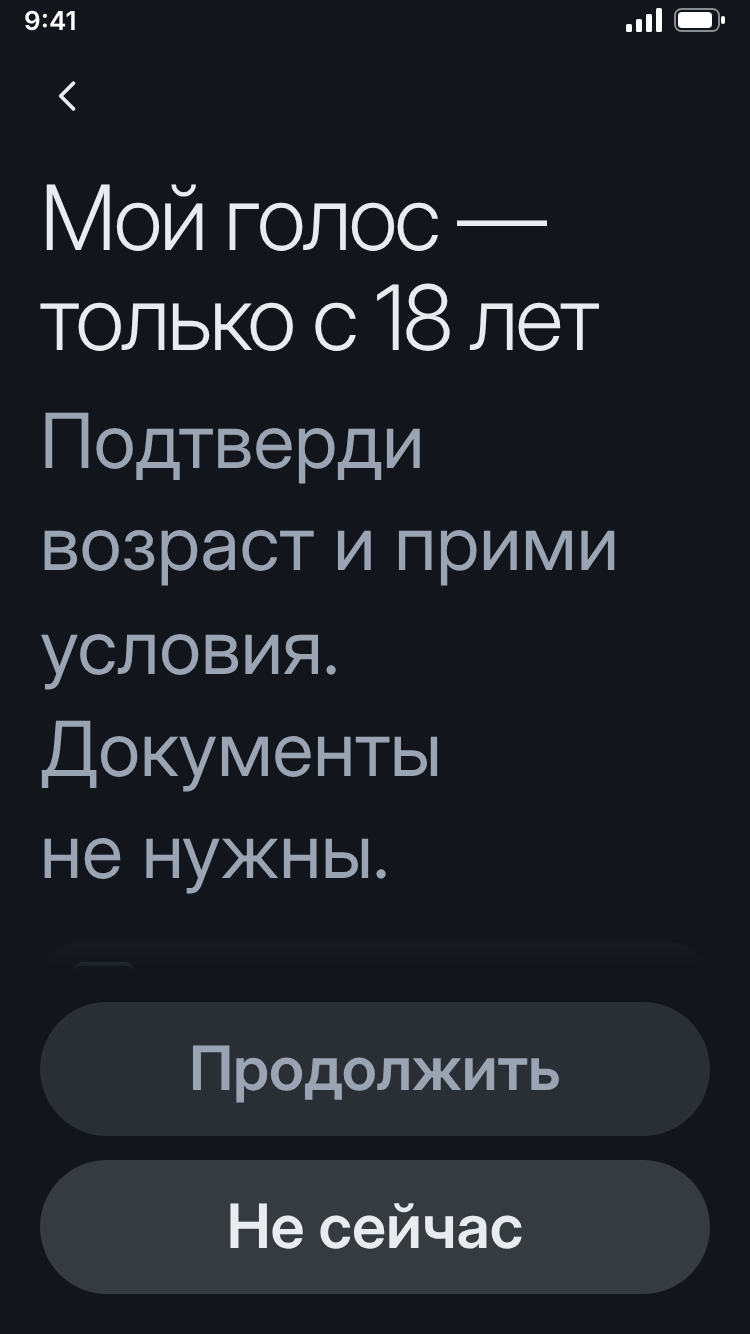 9:41
Мой голос —
только с 18 лет
Подтверди
возраст и прими
условия.
Документы
не нужны.
Продолжить
Не сейчас